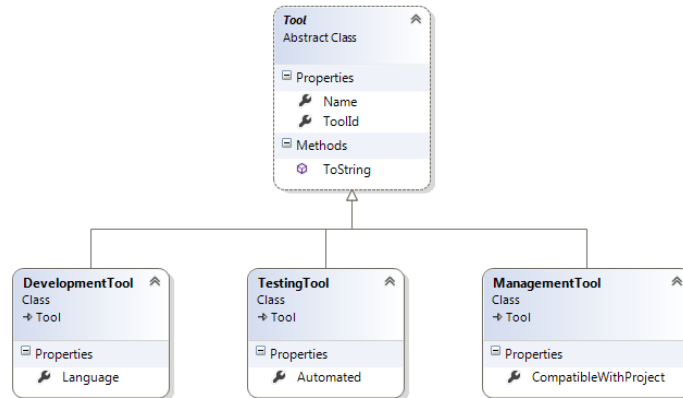 Tool
Abstract Class
Properties
Name
ToolId
Methods
ToString
DevelopmentTool
Class
Tool
Properties
Language
TestingTool
Class
Tool
Properties
Automated
ManagementTool
Class
Tool
Properties
CompatibleWithProject